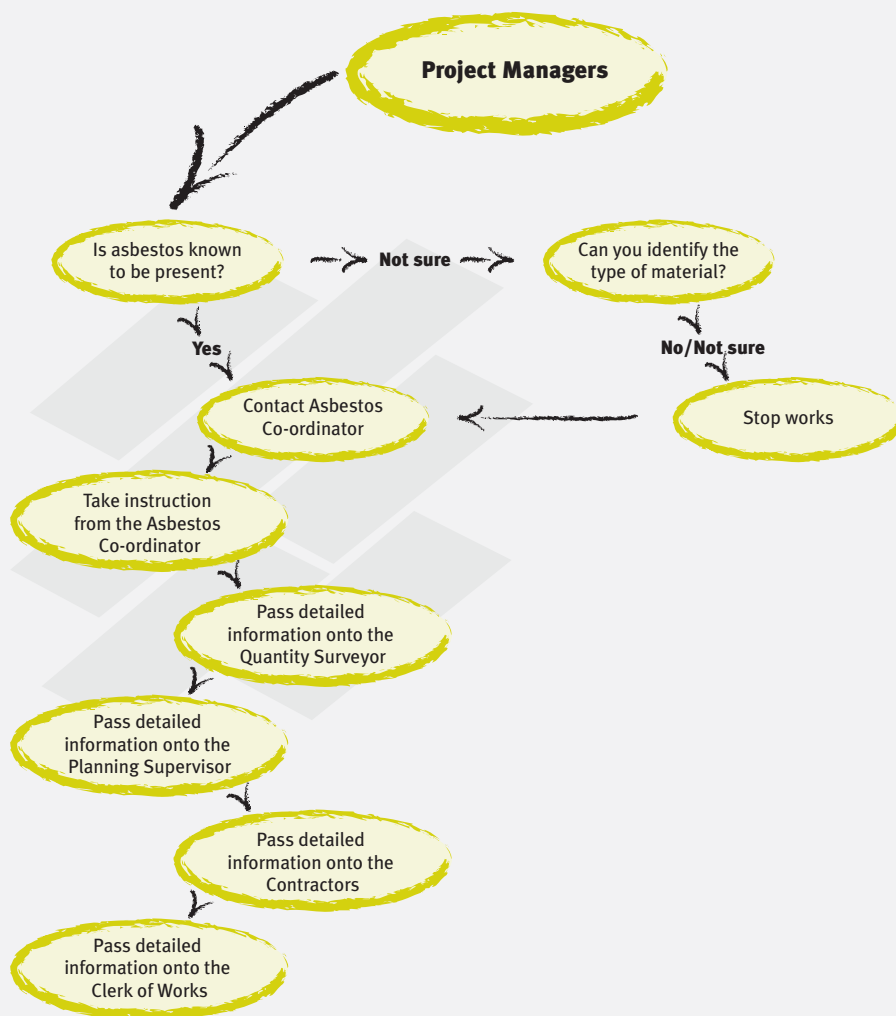 Project Managers
Is asbestos known
to be present?
Not sure
Can you identify the
type of material?
Yes
No/Not sure
Contact Asbestos
Co-ordinator
Stop works
Take instruction
from the Asbestos
Co-ordinator
Pass detailed
information onto the
Quantity Surveyor
Pass detailed
information onto the
Planning Supervisor
Pass detailed
information onto the
Contractors
Pass detailed
information onto the
Clerk of Works